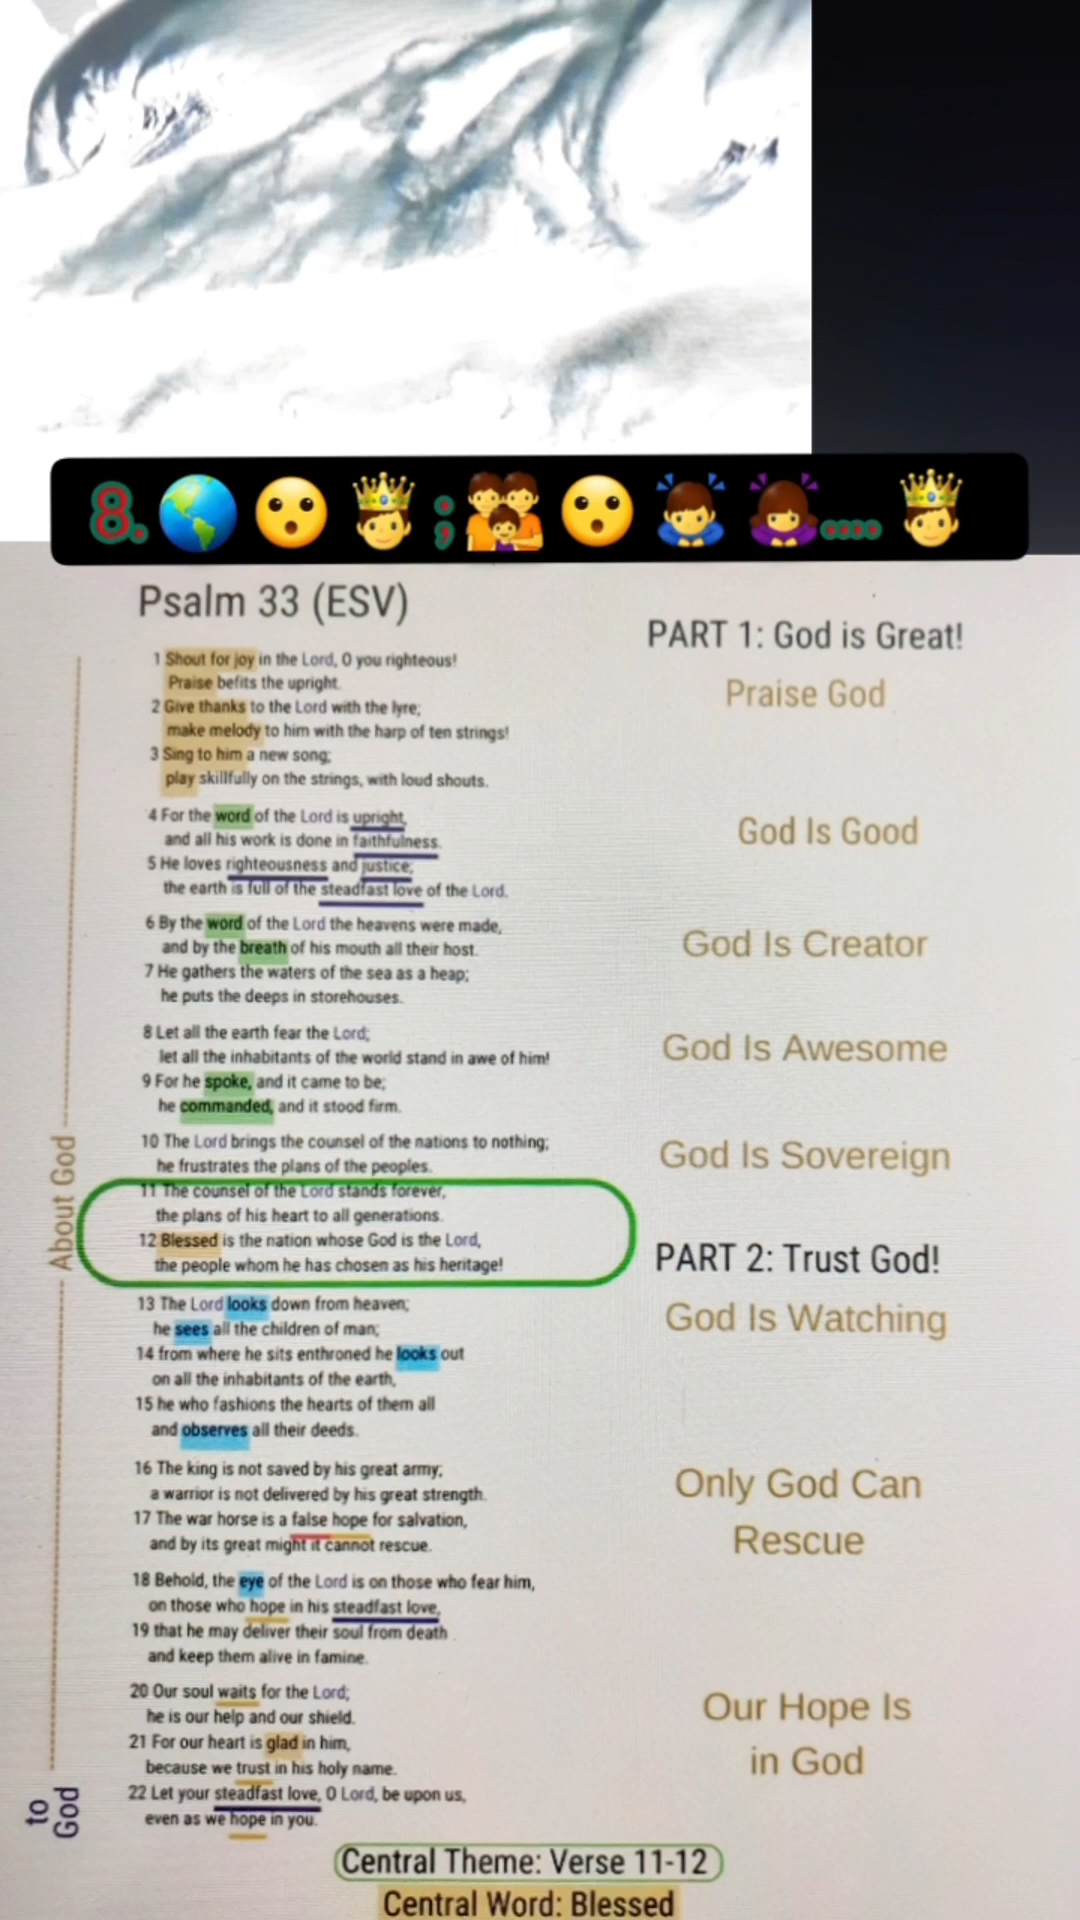 8. 🌎 😮 🤴 ; 👨‍👩‍👦 😮 🙇‍♂️ 🙇‍♀️ .... 🤴
Psalm 33 (ESV)
PART 1: God is Great!
1 Shout for joy in the Lord, O you righteous!
Praise befits the upright.
Praise God
2 Give thanks to the Lord with the lyre;
make melody to him with the harp of ten strings!
3 Sing to him a new song;
play skillfully on the strings, with loud shouts.
4 For the word of the Lord is upright,
and all his work is done in faithfulness.
God Is Good
5 He loves righteousness and justice;
the earth is full of the steadfast love of the Lord.
6 By the word of the Lord the heavens were made,
and by the breath of his mouth all their host.
God Is Creator
7 He gathers the waters of the sea as a heap;
he puts the deeps in storehouses.
8 Let all the earth fear the Lord;
let all the inhabitants of the world stand in awe of him!
God Is Awesome
9 For he spoke, and it came to be;
he commanded, and it stood firm.
10 The Lord brings the counsel of the nations to nothing;
he frustrates the plans of the peoples.
God Is Sovereign
11 The counsel of the Lord stands forever,
the plans of his heart to all generations.
12 Blessed is the nation whose God is the Lord,
the people whom he has chosen as his heritage!
About God
PART 2: Trust God!
13 The Lord looks down from heaven;
he sees all the children of man;
God Is Watching
14 from where he sits enthroned he looks out
on all the inhabitants of the earth,
15 he who fashions the hearts of them all
and observes all their deeds.
16 The king is not saved by his great army;
a warrior is not delivered by his great strength.
17 The war horse is a false hope for salvation,
and by its great might it cannot rescue.
Only God Can
Rescue
18 Behold, the eye of the Lord is on those who fear him,
on those who hope in his steadfast love,
19 that he may deliver their soul from death
and keep them alive in famine.
20 Our soul waits for the Lord;
he is our help and our shield.
21 For our heart is glad in him,
because we trust in his holy name.
Our Hope Is
in God
22 Let your steadfast love, O Lord, be upon us,
even as we hope in you.
to
God
Central Theme: Verse 11-12
Central Word: Blessed